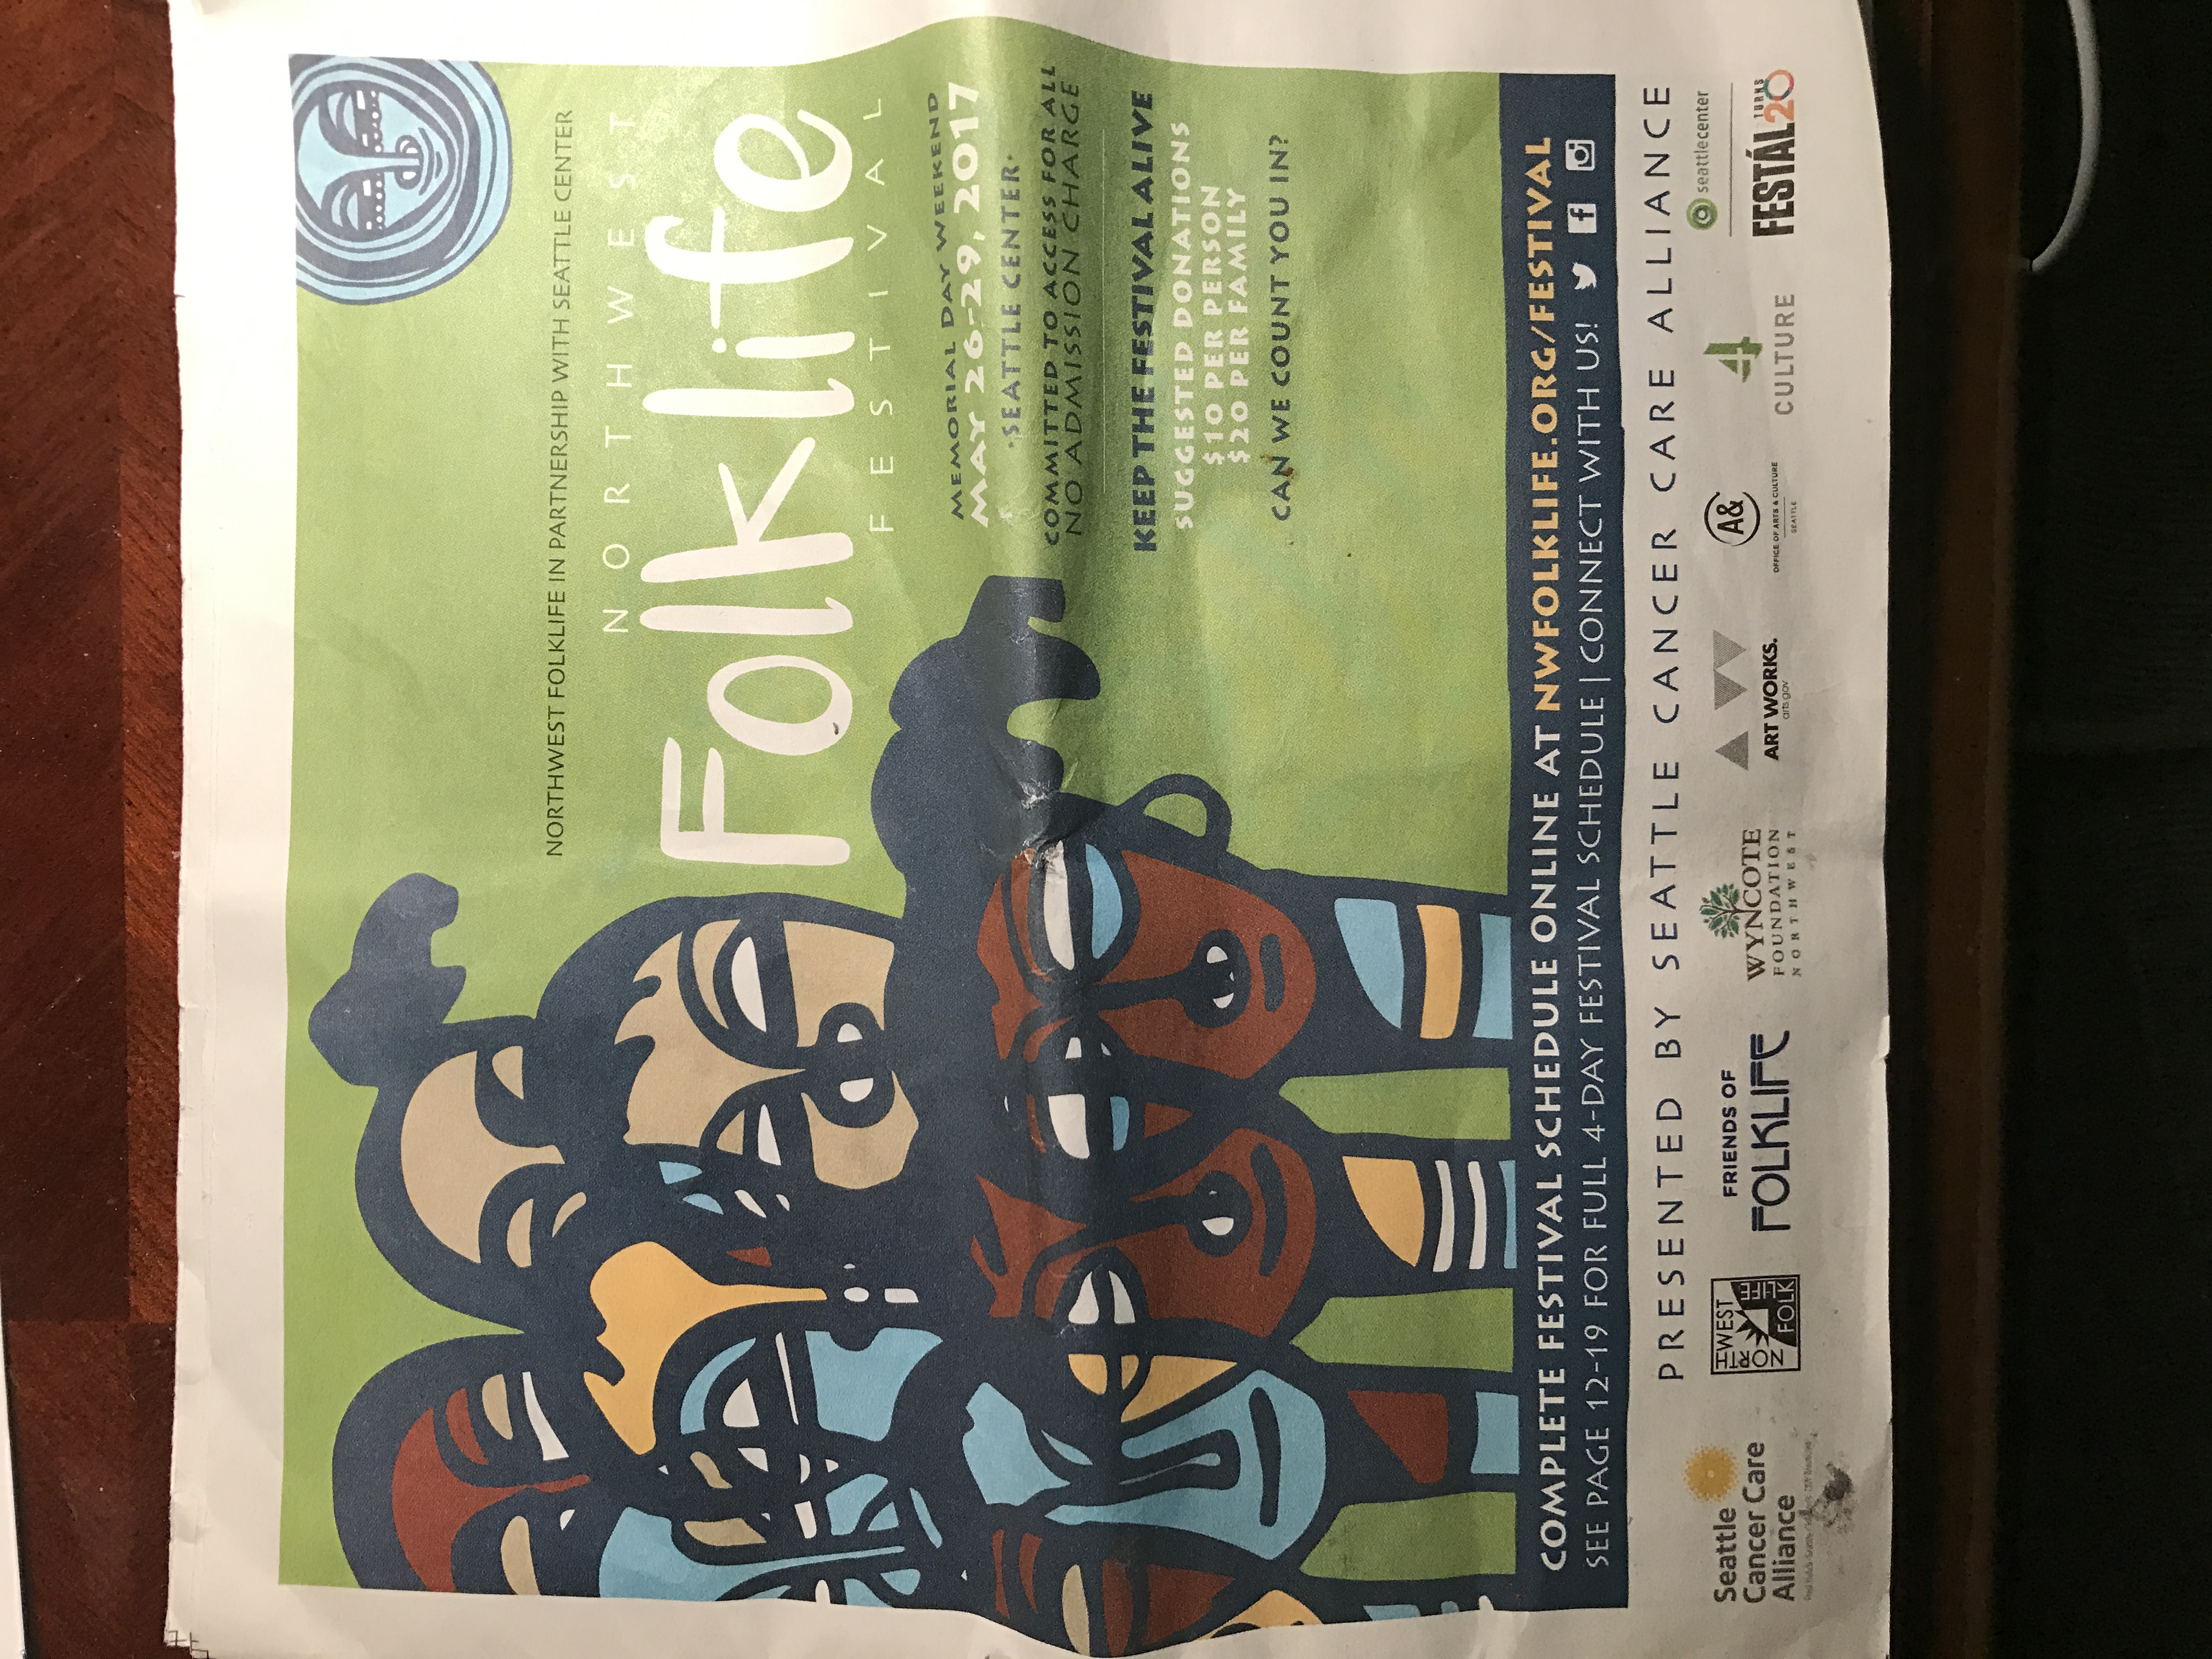 NORTHWEST FOLKLIFE IN PARTNERSHIP WITH SEATTLE CENTER
NORTHWEST
Folklife
FESTIVAL
MEMORIAL DAY WEEKEND
MAY 26-29, 2017
·SEATTLE CENTER·
COMMITTED TO ACCESS FOR ALL
NO ADMISSION CHARGE
KEEP THE FESTIVAL ALIVE
SUGGESTED DONATIONS
$10 PER PERSON
$20 PER FAMILY
CAN WE COUNT YOU IN?
COMPLETE FESTIVAL SCHEDULE ONLINE AT NWFOLKLIFE.ORG/FESTIVAL
SEE PAGE 12-19 FOR FULL 4-DAY FESTIVAL SCHEDULE | CONNECT WITH US!
PRESENTED BY SEATTLE CANCER CARE ALLIANCE
Seattle
Cancer Care
Alliance
NORTHWEST
FOLKLIFE
FRIENDS OF
FOLKLIFE
WYNCOTE
FOUNDATION
NORTHWEST
ART WORKS.
arts.gov
A&C
OFFICE OF ARTS & CULTURE
SEATTLE
4
CULTURE
seattlecenter
FESTÁL TURNS 20